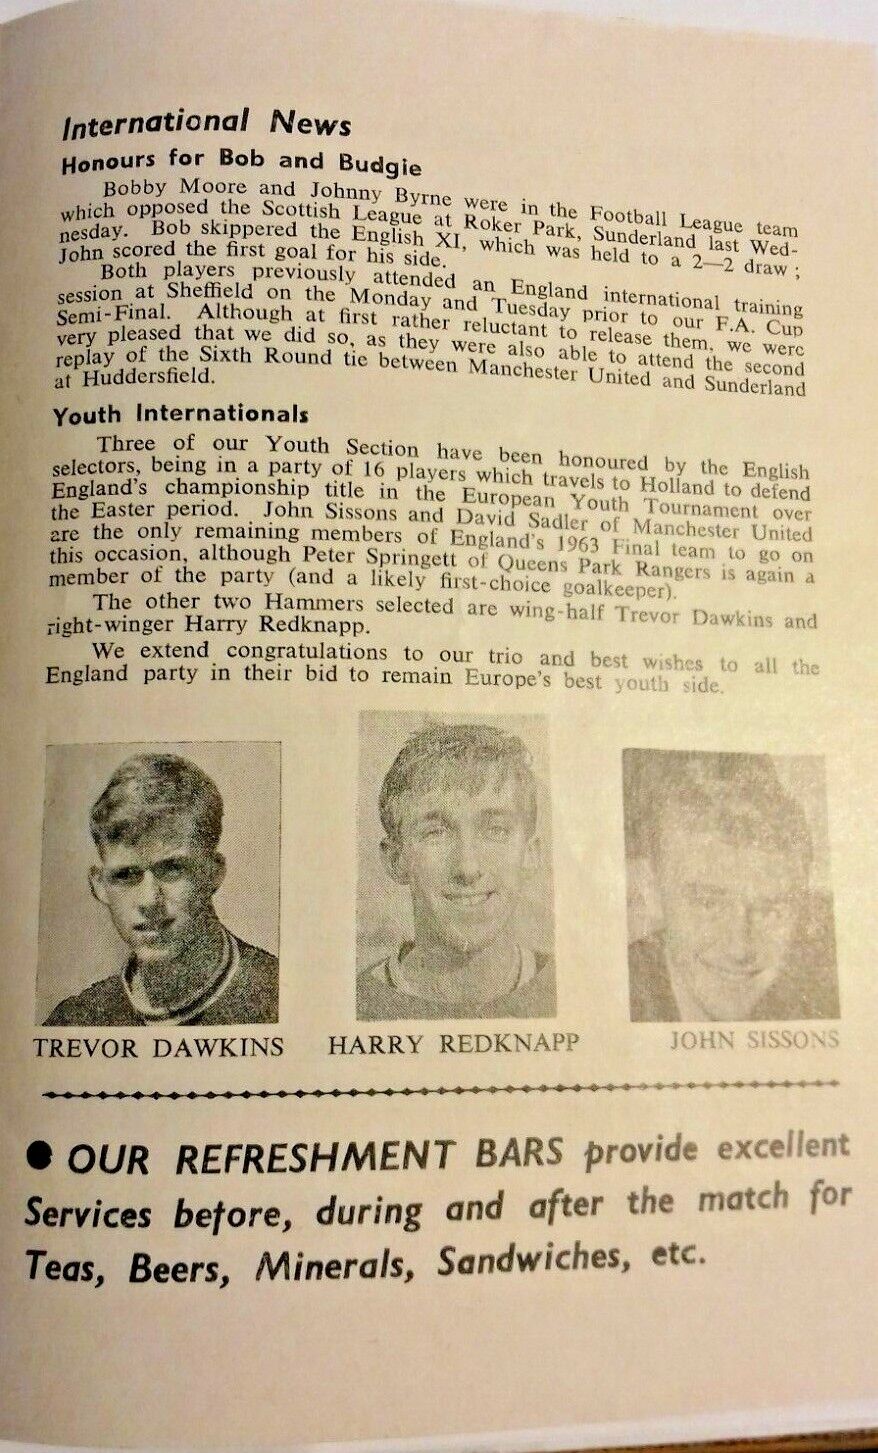 International News
Honours for Bob and Budgie
Bobby Moore and Johnny Byrne were in the Football League team
which opposed the Scottish League at Roker Park, Sunderland last Wed-
nesday. Bob skippered the English XI, which was held to a 2—2 draw;
John scored the first goal for his side.
Both players previously attended an England international training
session at Sheffield on the Monday and Tuesday prior to our F.A. Cup
Semi-Final. Although at first rather reluctant to release them, we were
very pleased that we did so, as they were also able to attend the second
replay of the Sixth Round tie between Manchester United and Sunderland
at Huddersfield.
Youth Internationals
Three of our Youth Section have been honoured by the English
selectors, being in a party of 16 players which travels to Holland to defend
England's championship title in the European Youth Tournament over
the Easter period. John Sissons and David Sadler of Manchester United
are the only remaining members of England's 1963 Final team to go on
this occasion, although Peter Springett of Queens Park Rangers is again a
member of the party (and a likely first-choice goalkeeper).
The other two Hammers selected are wing-half Trevor Dawkins and
right-winger Harry Redknapp.
We extend congratulations to our trio and best wishes to all the
England party in their bid to remain Europe's best youth side.
TREVOR DAWKINS HARRY REDKNAPP JOHN SISSONS
● OUR REFRESHMENT BARS provide excellent
Services before, during and after the match for
Teas, Beers, Minerals, Sandwiches, etc.